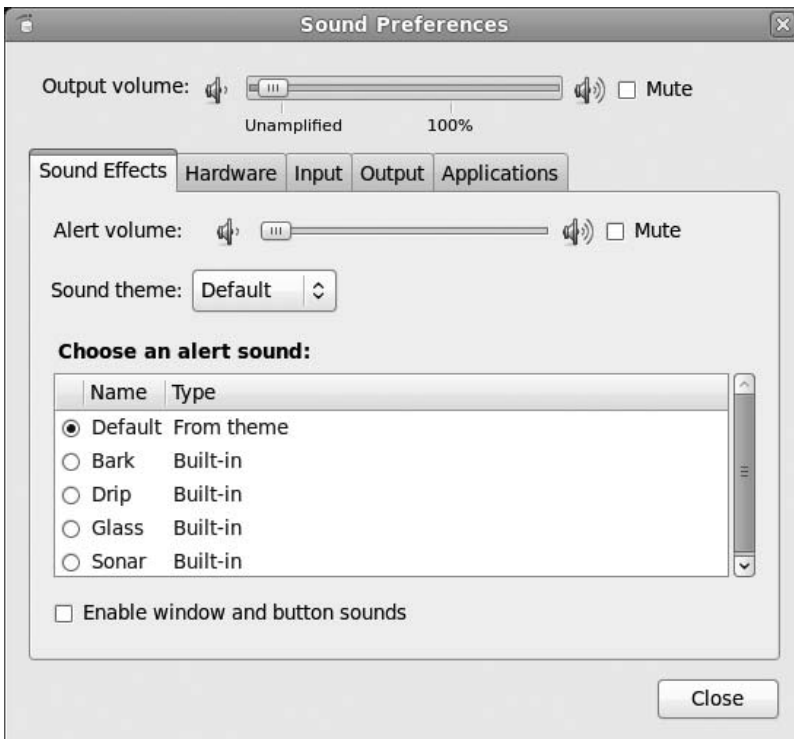 Sound Preferences
Output volume: Mute
Unamplified 100%
Sound Effects Hardware Input Output Applications
Alert volume: Mute
Sound theme: Default
Choose an alert sound:
Name Type
Default From theme
Bark Built-in
Drip Built-in
Glass Built-in
Sonar Built-in
Enable window and button sounds
Close